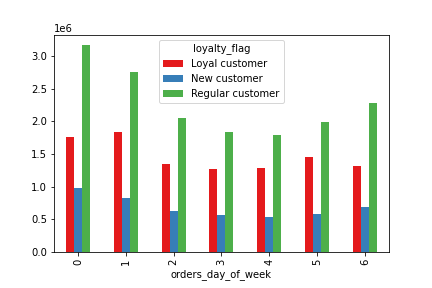 1e6
loyalty_flag
Loyal customer
New customer
Regular customer
3.0
2.5
2.0
1.5
1.0
0.5
0.0
0 1 2 3 4 5 6
orders_day_of_week